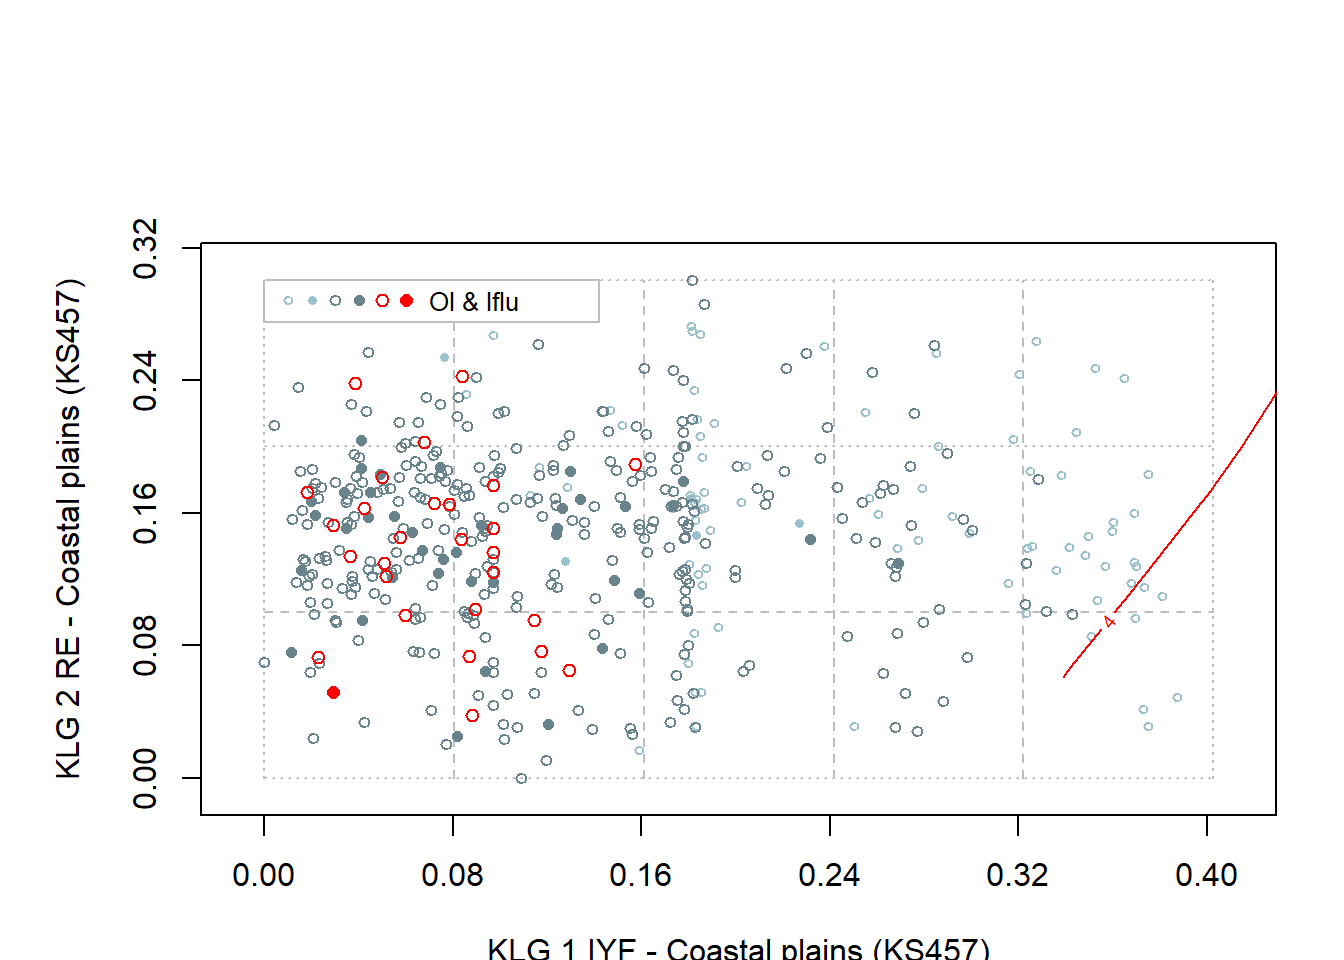 0.32
0.24
0.16
0.08
0.00
KLG 2 RE - Coastal plains (KS457)
OI & Iflu
4
0.00 0.08 0.16 0.24 0.32 0.40
KLG 1 IYF - Coastal plains (KS457)